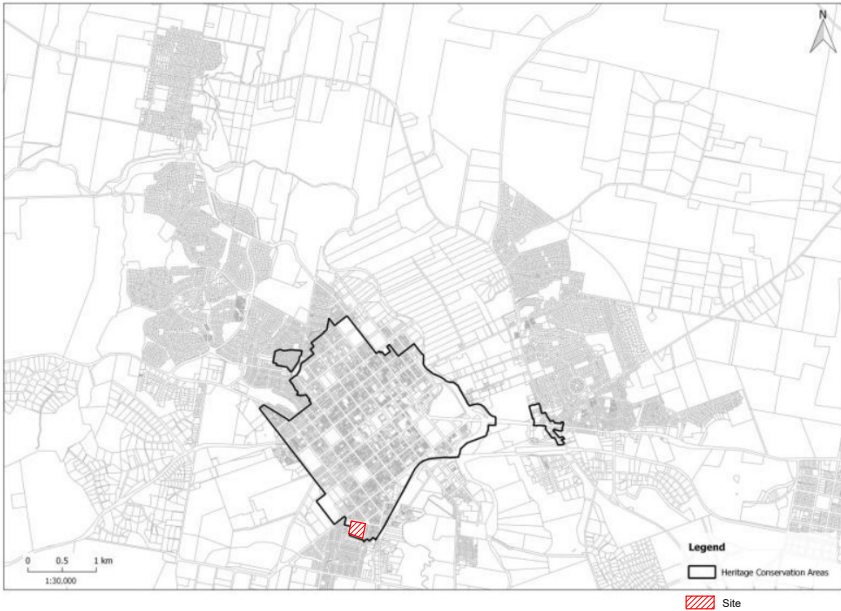 N
0 0.5 1 km
1:30.000
Legend
Heritage Conservation Areas
Site